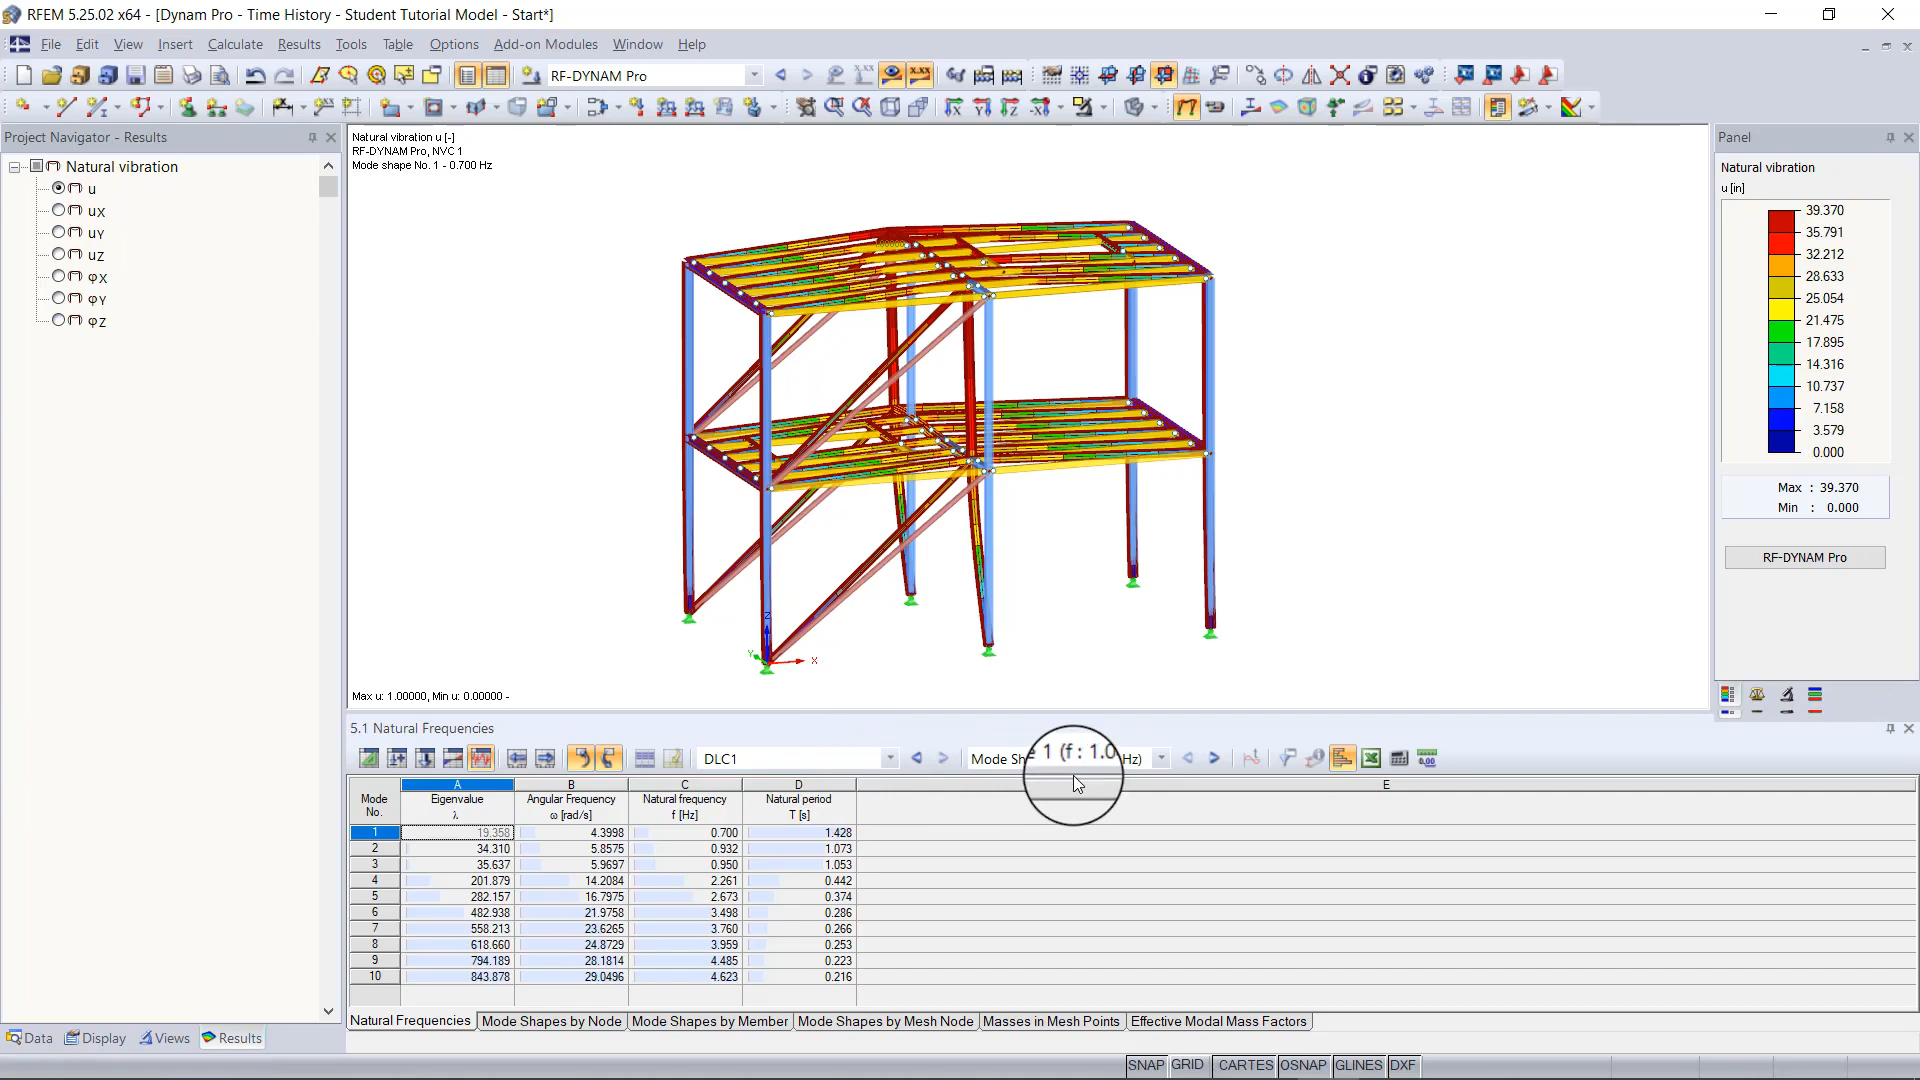 RFEM 5.25.02 x64 - [Dynam Pro - Time History - Student Tutorial Model - Start*]
File Edit View Insert Calculate Results Tools Table Options Add-on Modules Window Help
RF-DYNAM Pro
Project Navigator - Results
Natural vibration
u
uX
uY
uZ
φX
φY
φZ
Data Display Views Results
Natural vibration u [-]
RF-DYNAM Pro, NVC 1
Mode shape No. 1 - 0.700 Hz
Z
Y
X
Max u: 1.00000, Min u: 0.00000 -
Panel
Natural vibration
u [in]
39.370
35.791
32.212
28.633
25.054
21.475
17.895
14.316
10.737
7.158
3.579
0.000
Max : 39.370
Min : 0.000
RF-DYNAM Pro
5.1 Natural Frequencies
DLC1 Mode Sh e 1 (f : 1.0 Hz)
A B C D E
Mode No. Eigenvalue λ Angular Frequency ω [rad/s] Natural frequency f [Hz] Natural period T [s]
1 19.358 4.3998 0.700 1.428
2 34.310 5.8575 0.932 1.073
3 35.637 5.9697 0.950 1.053
4 201.879 14.2084 2.261 0.442
5 282.157 16.7975 2.673 0.374
6 482.938 21.9758 3.498 0.286
7 558.213 23.6265 3.760 0.266
8 618.660 24.8729 3.959 0.253
9 794.189 28.1814 4.485 0.223
10 843.878 29.0496 4.623 0.216
Natural Frequencies Mode Shapes by Node Mode Shapes by Member Mode Shapes by Mesh Node Masses in Mesh Points Effective Modal Mass Factors
SNAP GRID CARTES OSNAP GLINES DXF